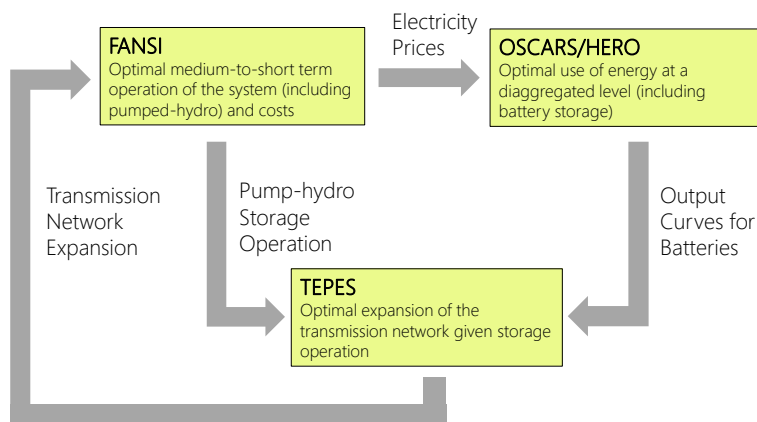 Electricity
Prices
FANSI
Optimal medium-to-short term
operation of the system (including
pumped-hydro) and costs
OSCARS/HERO
Optimal use of energy at a
diaggregated level (including
battery storage)
Transmission
Network
Expansion
Pump-hydro
Storage
Operation
Output
Curves for
Batteries
TEPES
Optimal expansion of the
transmission network given storage
operation